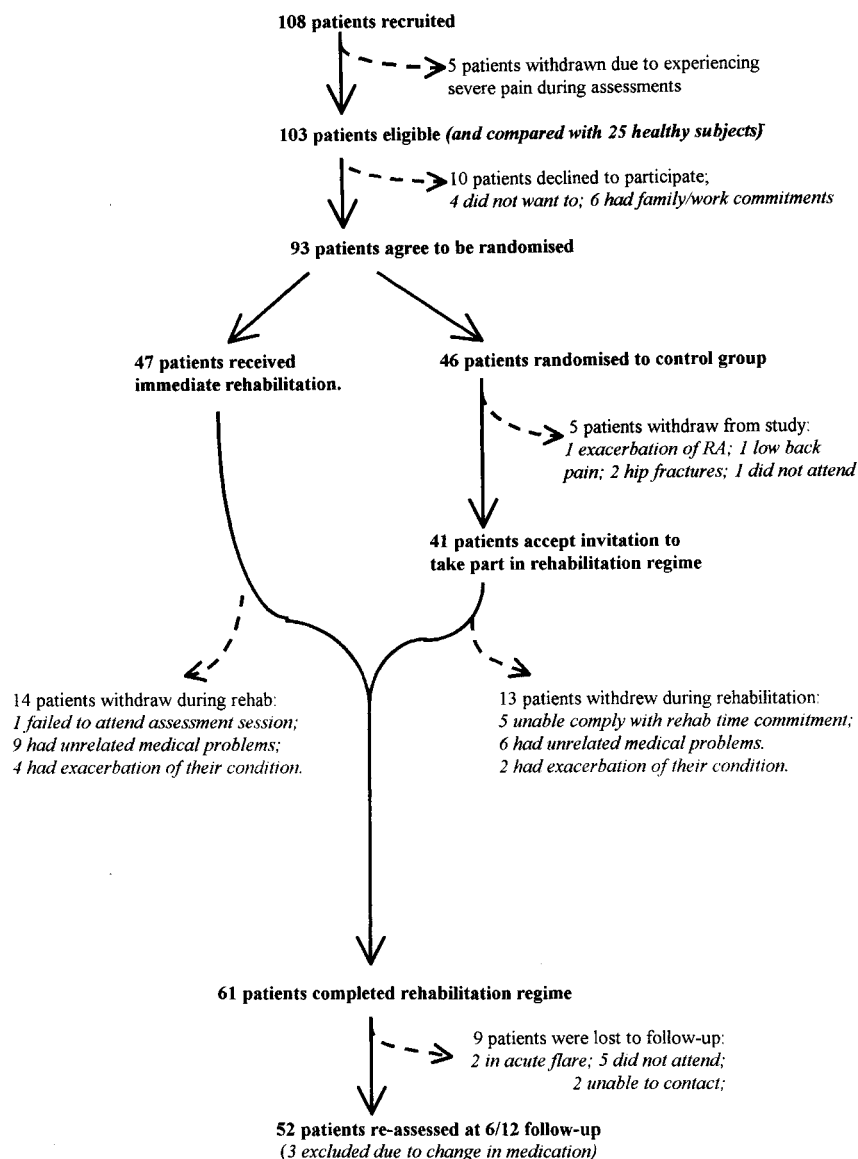 108 patients recruited
5 patients withdrawn due to experiencing
severe pain during assessments
103 patients eligible (and compared with 25 healthy subjects)
10 patients declined to participate;
4 did not want to; 6 had family/work commitments
93 patients agree to be randomised
47 patients received
immediate rehabilitation.
46 patients randomised to control group
5 patients withdraw from study:
1 exacerbation of RA; 1 low back
pain; 2 hip fractures; 1 did not attend
41 patients accept invitation to
take part in rehabilitation regime
14 patients withdraw during rehab:
1 failed to attend assessment session;
9 had unrelated medical problems;
4 had exacerbation of their condition.
13 patients withdrew during rehabilitation:
5 unable comply with rehab time commitment;
6 had unrelated medical problems.
2 had exacerbation of their condition.
61 patients completed rehabilitation regime
9 patients were lost to follow-up:
2 in acute flare; 5 did not attend;
2 unable to contact;
52 patients re-assessed at 6/12 follow-up
(3 excluded due to change in medication)